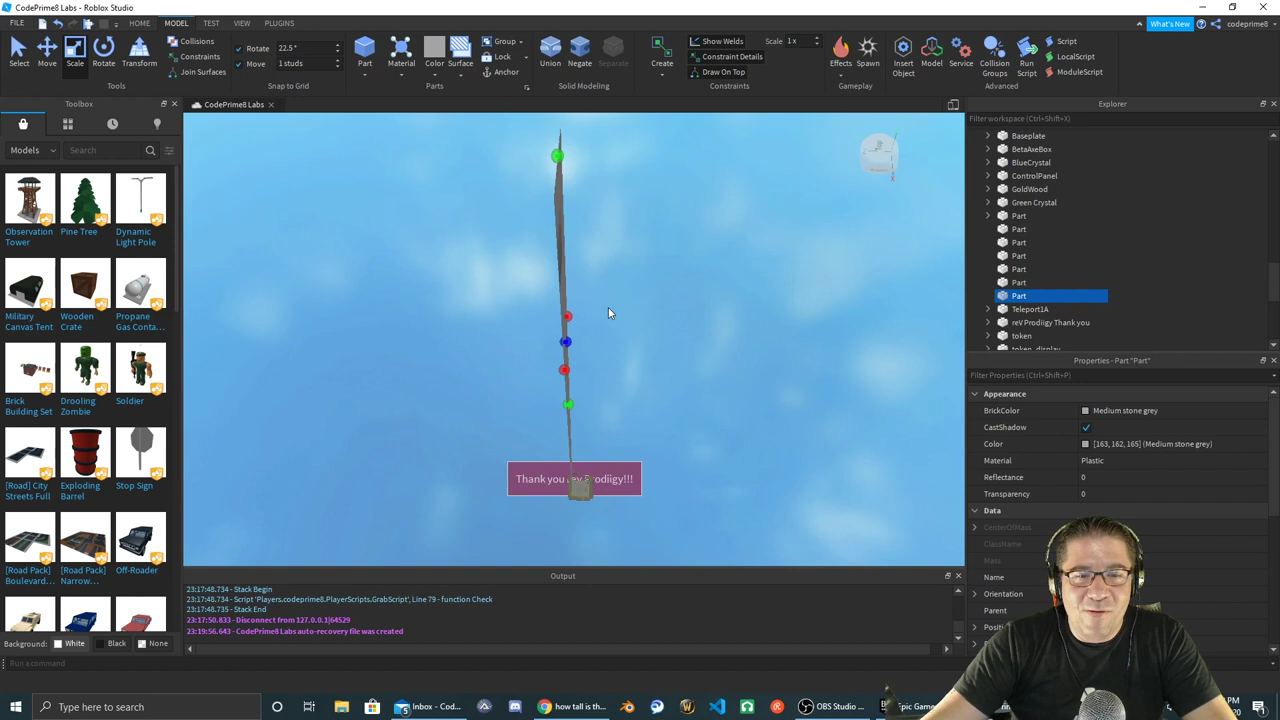 CodePrime8 Labs - Roblox Studio
FILE
HOME
MODEL
TEST
VIEW
PLUGINS
What's New
codeprime8
Select
Move
Scale
Rotate
Transform
Tools
Collisions
Constraints
Join Surfaces
Rotate
22.5 °
Move
1 studs
Snap to Grid
Part
Material
Color
Surface
Group
Lock
Anchor
Parts
Union
Negate
Separate
Solid Modeling
Create
Show Welds
Scale
1 x
Constraint Details
Draw On Top
Constraints
Effects
Spawn
Gameplay
Insert
Object
Model
Service
Collision
Groups
Run
Script
Script
LocalScript
ModuleScript
Advanced
Toolbox
Models
Search
Observation
Tower
Pine Tree
Dynamic
Light Pole
Military
Canvas Tent
Wooden
Crate
Propane
Gas Conta...
Brick
Building Set
Drooling
Zombie
Soldier
[Road] City
Streets Full
Exploding
Barrel
Stop Sign
[Road Pack]
Boulevard...
[Road Pack]
Narrow...
Off-Roader
Background:
White
Black
None
Run a command
CodePrime8 Labs
Explorer
Filter workspace (Ctrl+Shift+X)
Baseplate
BetaAxeBox
BlueCrystal
ControlPanel
GoldWood
Green Crystal
Part
Part
Part
Part
Part
Part
Part
Teleport1A
reV Prodiigy Thank you
token
token_display
Properties - Part "Part"
Filter Properties (Ctrl+Shift+P)
Appearance
BrickColor
Medium stone grey
CastShadow
Color
[163, 162, 165] (Medium stone grey)
Material
Plastic
Reflectance
0
Transparency
0
Data
CenterOfMass
ClassName
Mass
Name
Orientation
Parent
Thank you
odiigy!!!
Output
23:17:48.734 - Stack Begin
23:17:48.734 - Script 'Players.codeprime8.PlayerScripts.GrabScript', Line 79 - function Check
23:17:48.735 - Stack End
23:17:50.833 - Disconnect from 127.0.0.1|64529
23:19:56.643 - CodePrime8 Labs auto-recovery file was created
Type here to search
Inbox - Cod...
how tall is th...
OBS Studio ...
Epic Games
PM